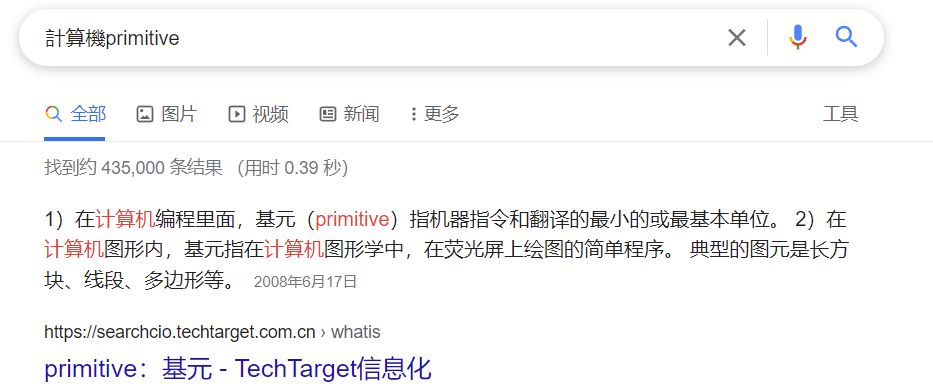 計算機primitive
全部 图片 视频 新闻 更多 工具
找到约 435,000 条结果 （用时 0.39 秒）
1）在计算机编程里面，基元（primitive）指机器指令和翻译的最小的或最基本单位。 2）在
计算机图形内，基元指在计算机图形学中，在荧光屏上绘图的简单程序。 典型的图元是长方
块、线段、多边形等。 2008年6月17日
https://searchcio.techtarget.com.cn › whatis
primitive：基元 - TechTarget信息化